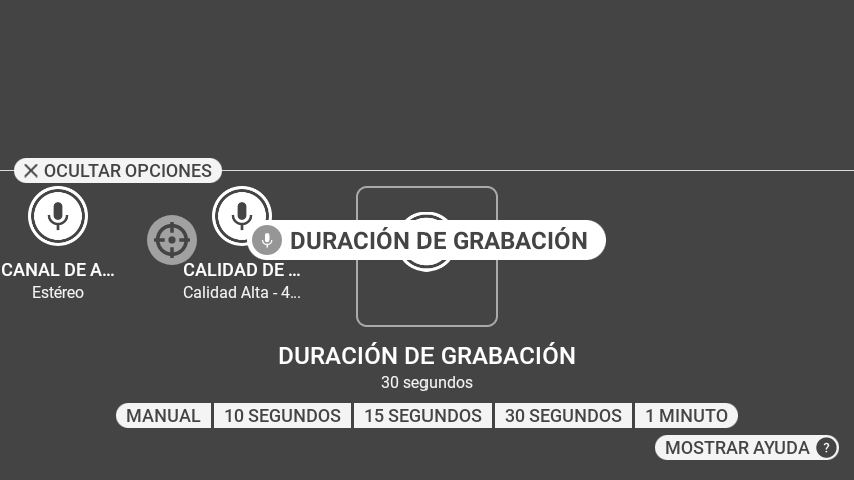 OCULTAR OPCIONES
DURACIÓN DE GRABACIÓN
CANAL DE A...
Estéreo
CALIDAD DE ...
Calidad Alta - 4...
DURACIÓN DE GRABACIÓN
30 segundos
MANUAL
10 SEGUNDOS
15 SEGUNDOS
30 SEGUNDOS
1 MINUTO
MOSTRAR AYUDA ?